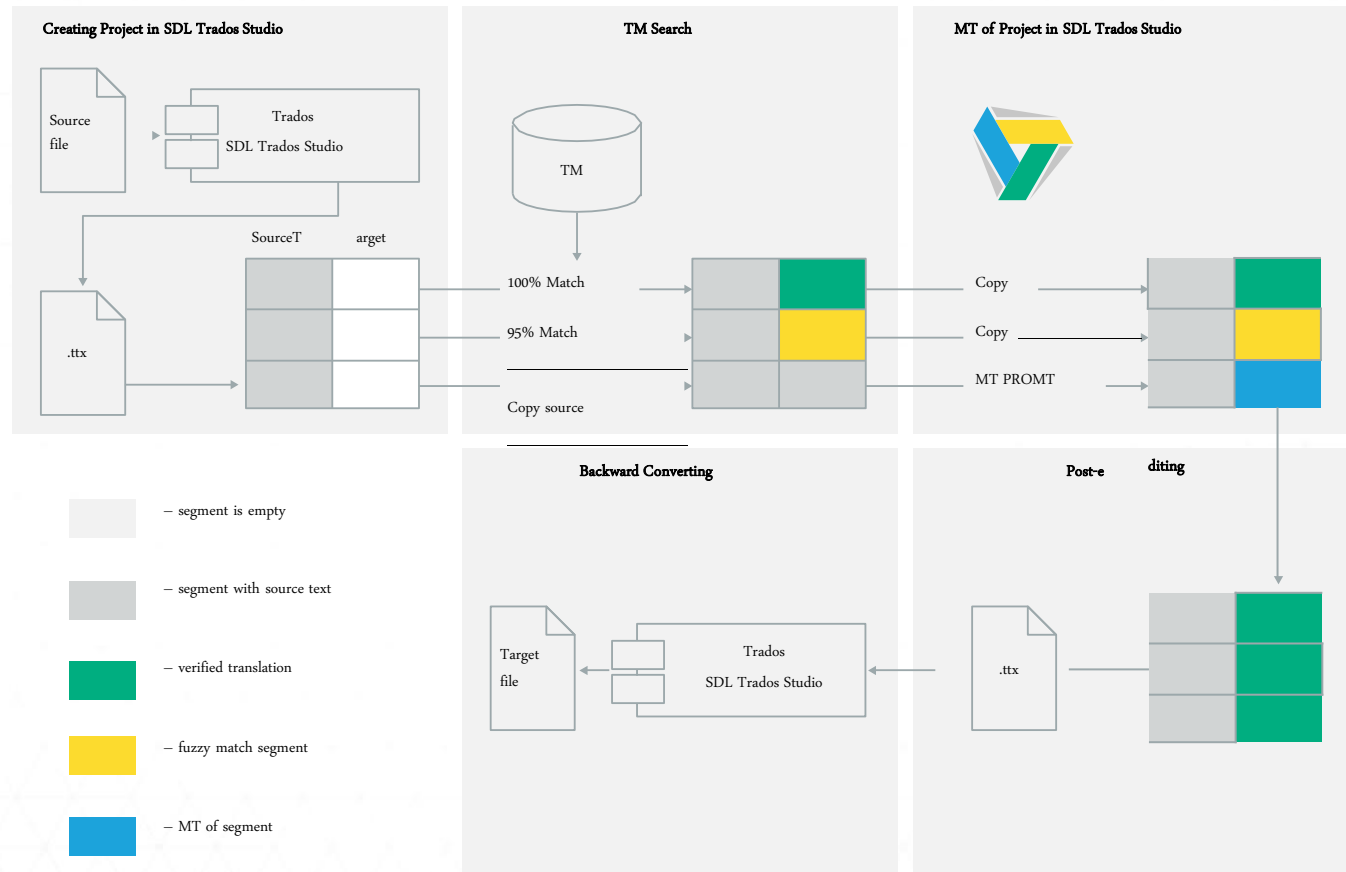 Creating Project in SDL Trados Studio
Source
file
Trados
SDL Trados Studio
SourceT arget
.ttx
TM Search
TM
100% Match
95% Match
Copy source
MT of Project in SDL Trados Studio
Copy
Copy
MT PROMT
– segment is empty
– segment with source text
– verified translation
– fuzzy match segment
– MT of segment
Backward Converting
Target
file
Trados
SDL Trados Studio
Post-e diting
.ttx